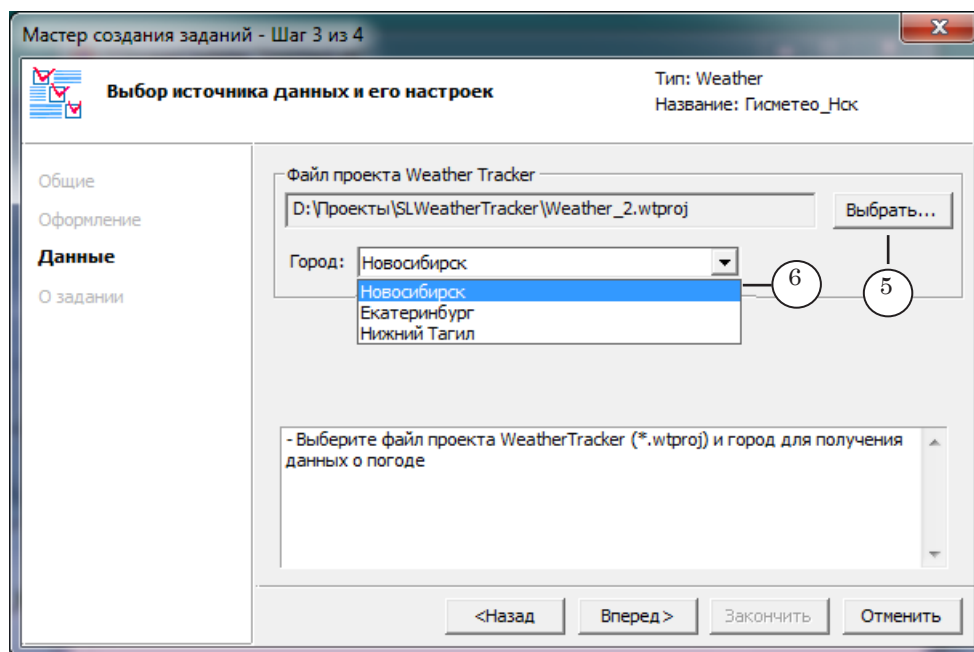 Мастер создания заданий - Шаг 3 из 4
x
Выбор источника данных и его настроек
Тип: Weather
Название: Гисметео_Нск
Общие
Оформление
Данные
О задании
Файл проекта Weather Tracker
D:\Проекты\SLWeatherTracker\Weather_2.wtproj
Выбрать...
Город:
Новосибирск
Новосибирск
Екатеринбург
Нижний Тагил
6
5
- Выберите файл проекта WeatherTracker (*.wtproj) и город для получения
данных о погоде
<Назад
Вперед>
Закончить
Отменить